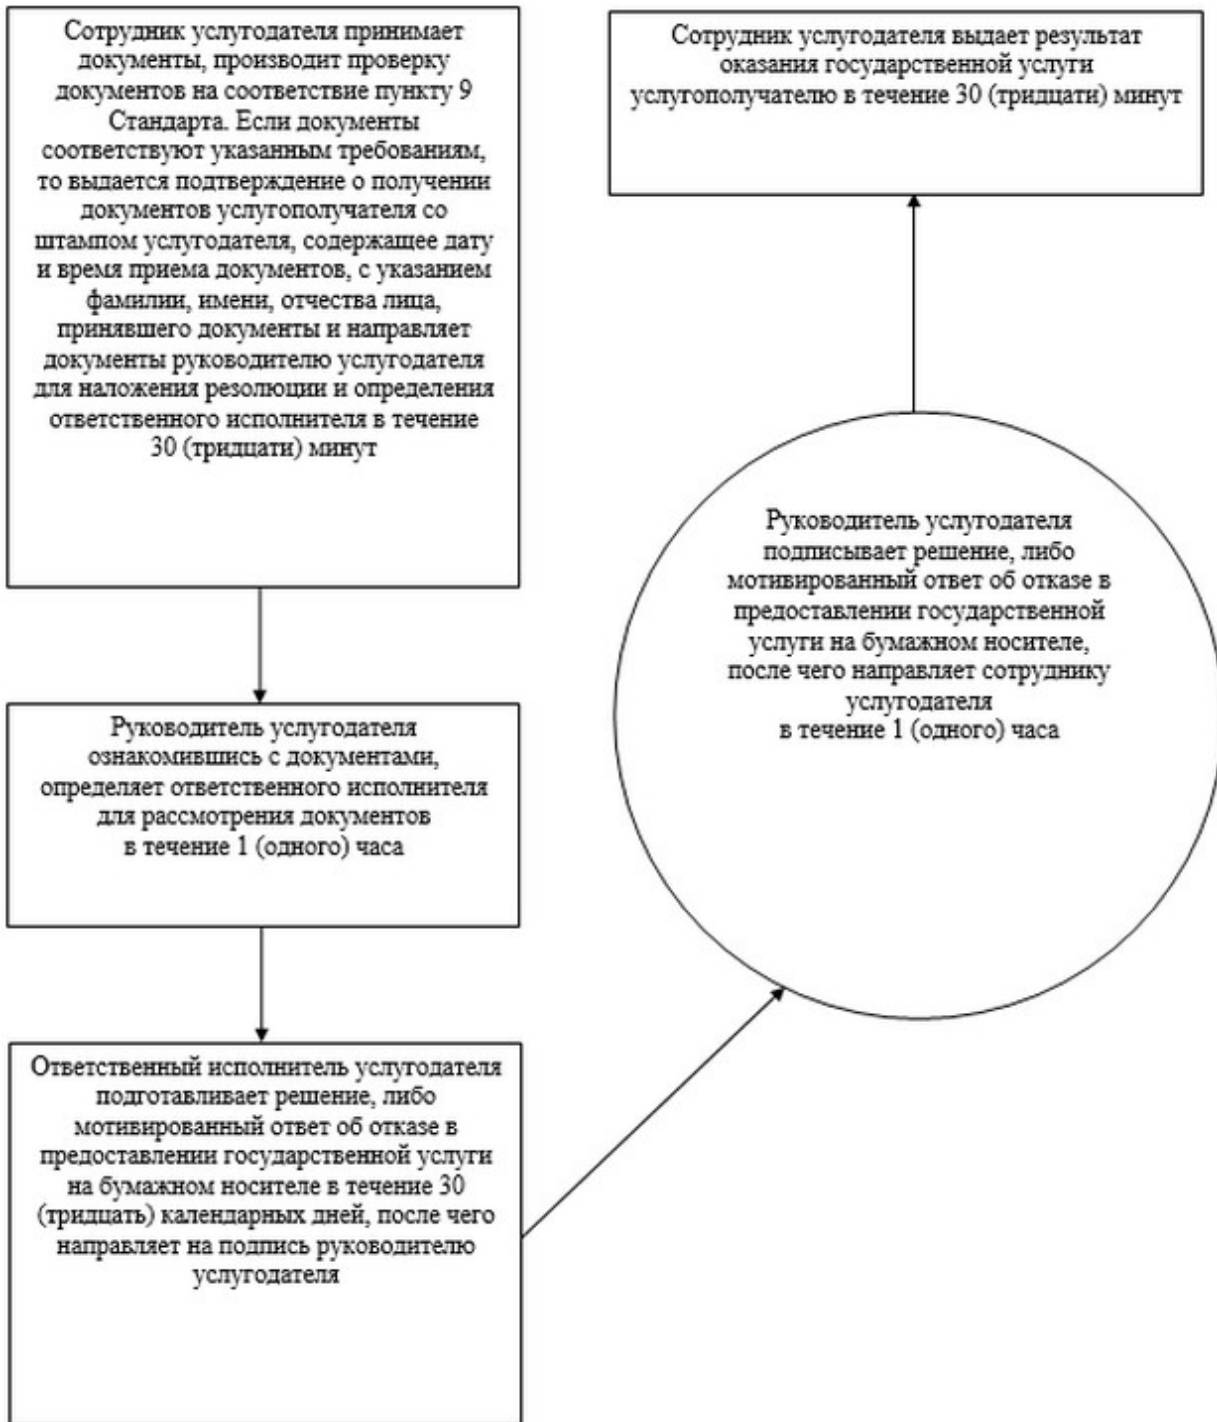 Сотрудник услугодателя принимает
документы, производит проверку
документов на соответствие пункту 9
Стандарта. Если документы
соответствуют указанным требованиям,
то выдается подтверждение о получении
документов услугополучателя со
штампом услугодателя, содержащее дату
и время приема документов, с указанием
фамилии, имени, отчества лица,
принявшего документы и направляет
документы руководителю услугодателя
для наложения резолюции и определения
ответственного исполнителя в течение
30 (тридцати) минут
Руководитель услугодателя
ознакомившись с документами,
определяет ответственного исполнителя
для рассмотрения документов
в течение 1 (одного) часа
Ответственный исполнитель услугодателя
подготавливает решение, либо
мотивированный ответ об отказе в
предоставлении государственной услуги
на бумажном носителе в течение 30
(тридцать) календарных дней, после чего
направляет на подпись руководителю
услугодателя
Руководитель услугодателя
подписывает решение, либо
мотивированный ответ об отказе в
предоставлении государственной
услуги на бумажном носителе,
после чего направляет сотруднику
услугодателя
в течение 1 (одного) часа
Сотрудник услугодателя выдает результат
оказания государственной услуги
услугополучателю в течение 30 (тридцати) минут